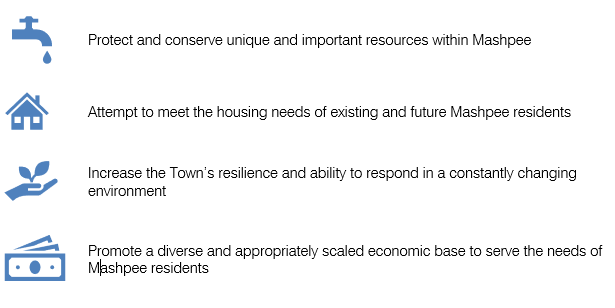 Protect and conserve unique and important resources within Mashpee
Attempt to meet the housing needs of existing and future Mashpee residents
Increase the Town's resilience and ability to respond in a constantly changing
environment
Promote a diverse and appropriately scaled economic base to serve the needs of
Mashpee residents